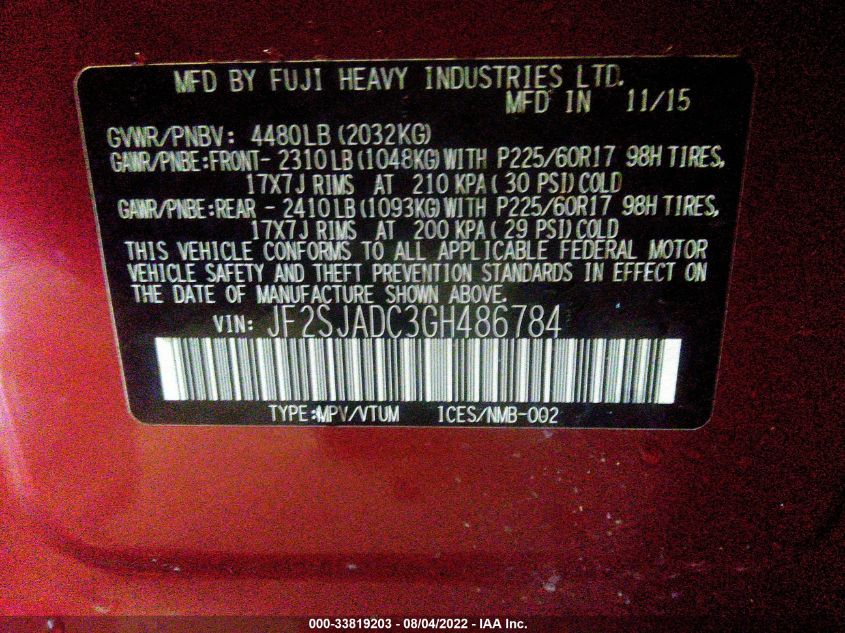 MFD BY FUJI HEAVY INDUSTRIES LTD.
MFD IN 11/15
GVWR/PNBV: 4480LB (2032KG)
GAWR/PNBE:FRONT- 2310LB (1048KG) WITH P225/60R17 98H TIRES,
17X7J RIMS AT 210 KPA ( 30 PSI) COLD
GAWR/PNBE:REAR - 2410LB (1093KG) WITH P225/60R17 98H TIRES,
17X7J RIMS AT 200 KPA ( 29 PSI) COLD
THIS VEHICLE CONFORMS TO ALL APPLICABLE FEDERAL MOTOR
VEHICLE SAFETY AND THEFT PREVENTION STANDARDS IN EFFECT ON
THE DATE OF MANUFACTURE SHOWN ABOVE.
VIN: JF2SJADC3GH486784
TYPE:MPV/VTUM ICES/NMB-002
000-33819203 - 08/04/2022 - IAA Inc.